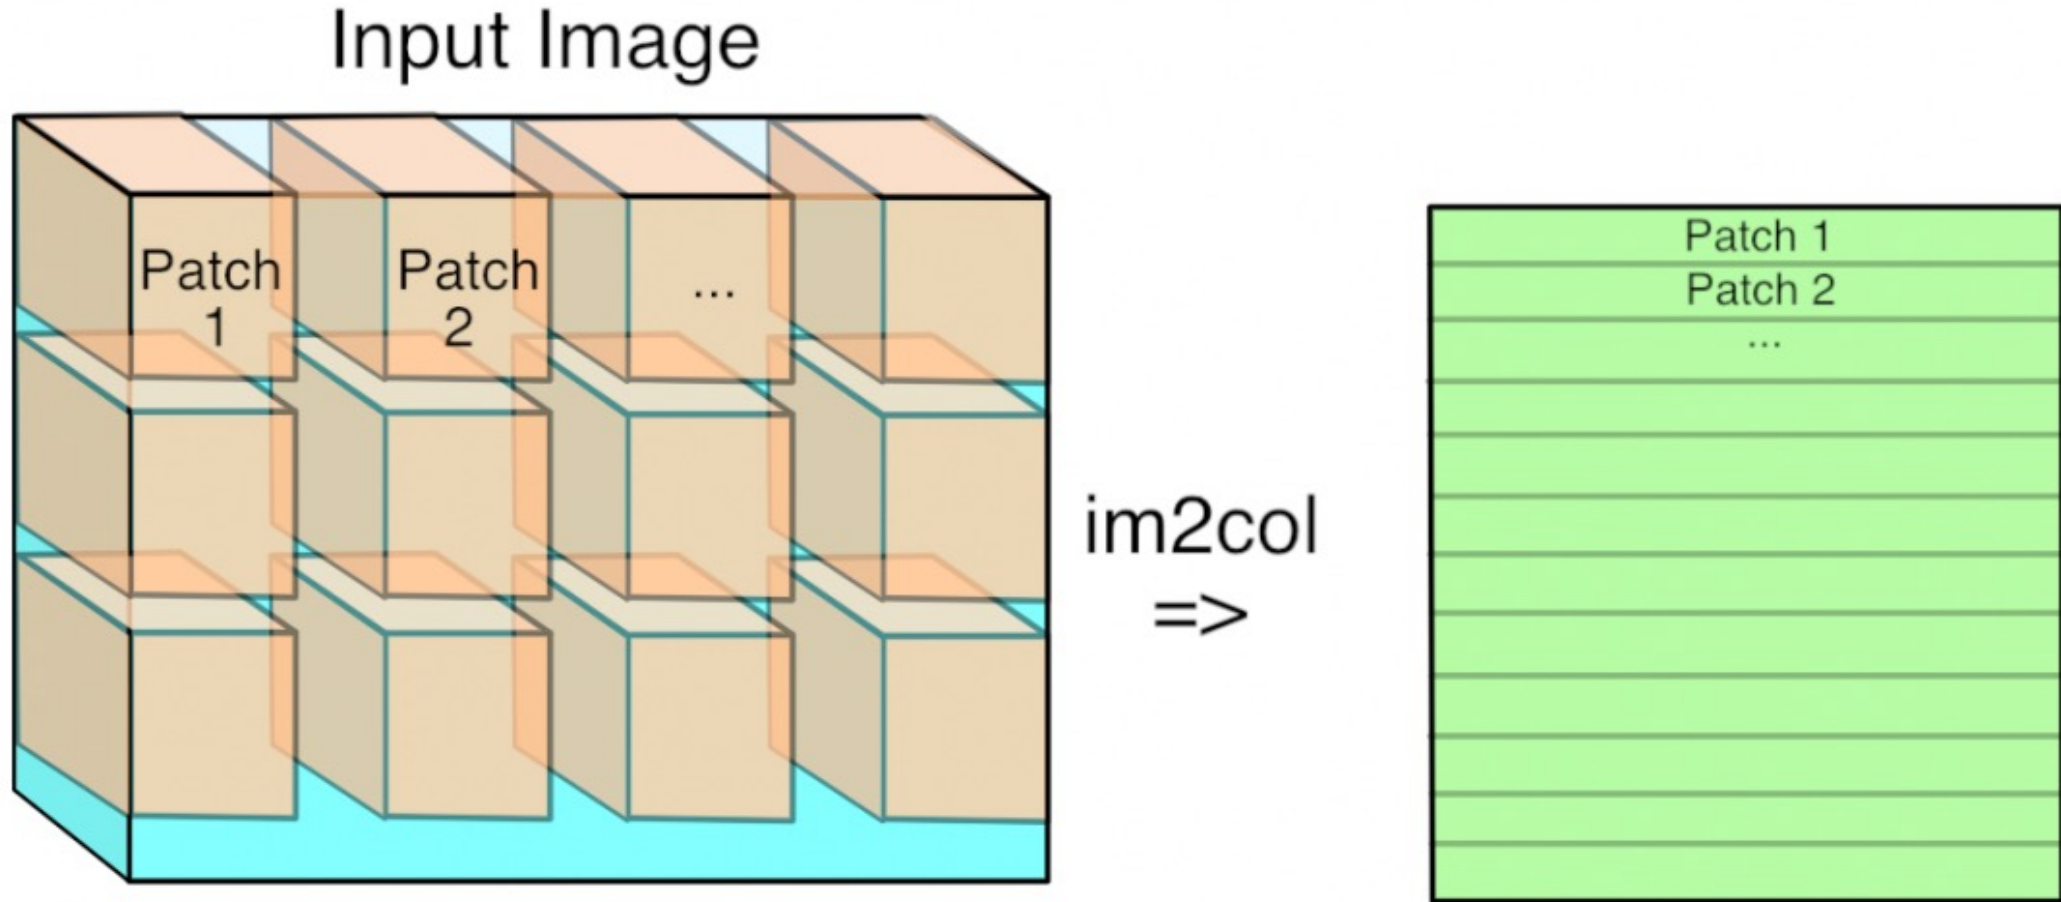 Input Image
Patch
1
Patch
2
...
im2col
=>
Patch 1
Patch 2
...